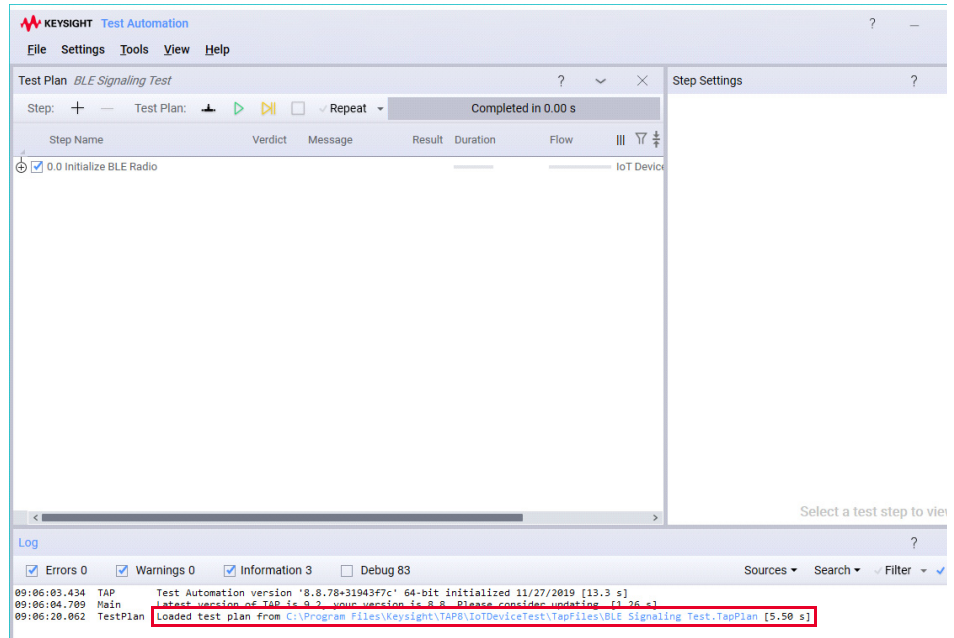 KEYSIGHT Test Automation ? –
File Settings Tools View Help
Test Plan BLE Signaling Test ?
Step Settings ?
Step: + — Test Plan: Repeat Completed in 0.00 s
Step Name Verdict Message Result Duration Flow
0.0 Initialize BLE Radio IoT Device
Select a test step to view
Log ?
Errors 0 Warnings 0 Information 3 Debug 83 Sources Search Filter
09:06:03.434 TAP Test Automation version '8.8.78+31943f7c' 64-bit initialized 11/27/2019 [13.3 s]
09:06:04.709 Main Latest version of TAP is 9.2, your version is 8.8. Please consider updating. [1.26 s]
09:06:20.062 TestPlan Loaded test plan from C:\Program Files\Keysight\TAP8\IoTDeviceTest\TapFiles\BLE Signaling Test.TapPlan [5.50 s]